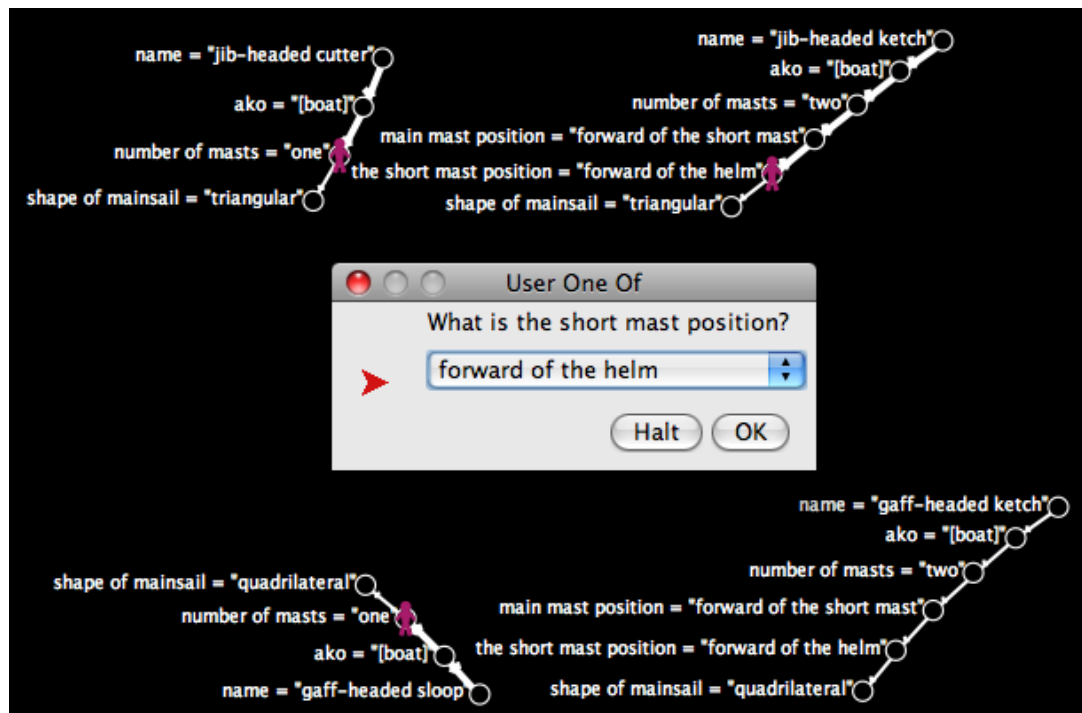 name = "jib-headed cutter"
ako = "[boat]"
number of masts = "one"
shape of mainsail = "triangular"
name = "jib-headed ketch"
ako = "[boat]"
number of masts = "two"
main mast position = "forward of the short mast"
the short mast position = "forward of the helm"
shape of mainsail = "triangular"
User One Of
What is the short mast position?
forward of the helm
Halt
OK
shape of mainsail = "quadrilateral"
number of masts = "one
ako = "[boat]
name = "gaff-headed sloop
name = "gaff-headed ketch"
ako = "[boat]"
number of masts = "two"
main mast position = "forward of the short mast"
the short mast position = "forward of the helm"
shape of mainsail = "quadrilateral"